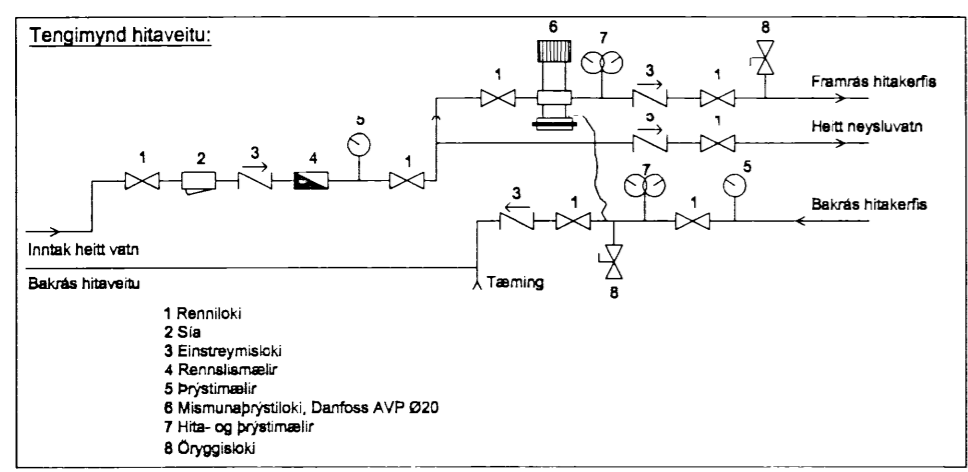 Tengimynd hitaveitu:
6
7
8
1
3
1
Framrás hitakerfis
5
3
1
Heitt neysluvatn
1
2
3
4
1
7
5
3
1
1
Bakrás hitakerfis
Inntak heitt vatn
Bakrás hitaveitu
Tæming
8
1 Renniloki
2 Sía
3 Einstreymisloki
4 Rennslismælir
5 Þrýstimælir
6 Mismunaþrýstiloki, Danfoss AVP Ø20
7 Hita- og þrýstimælir
8 Öryggisloki